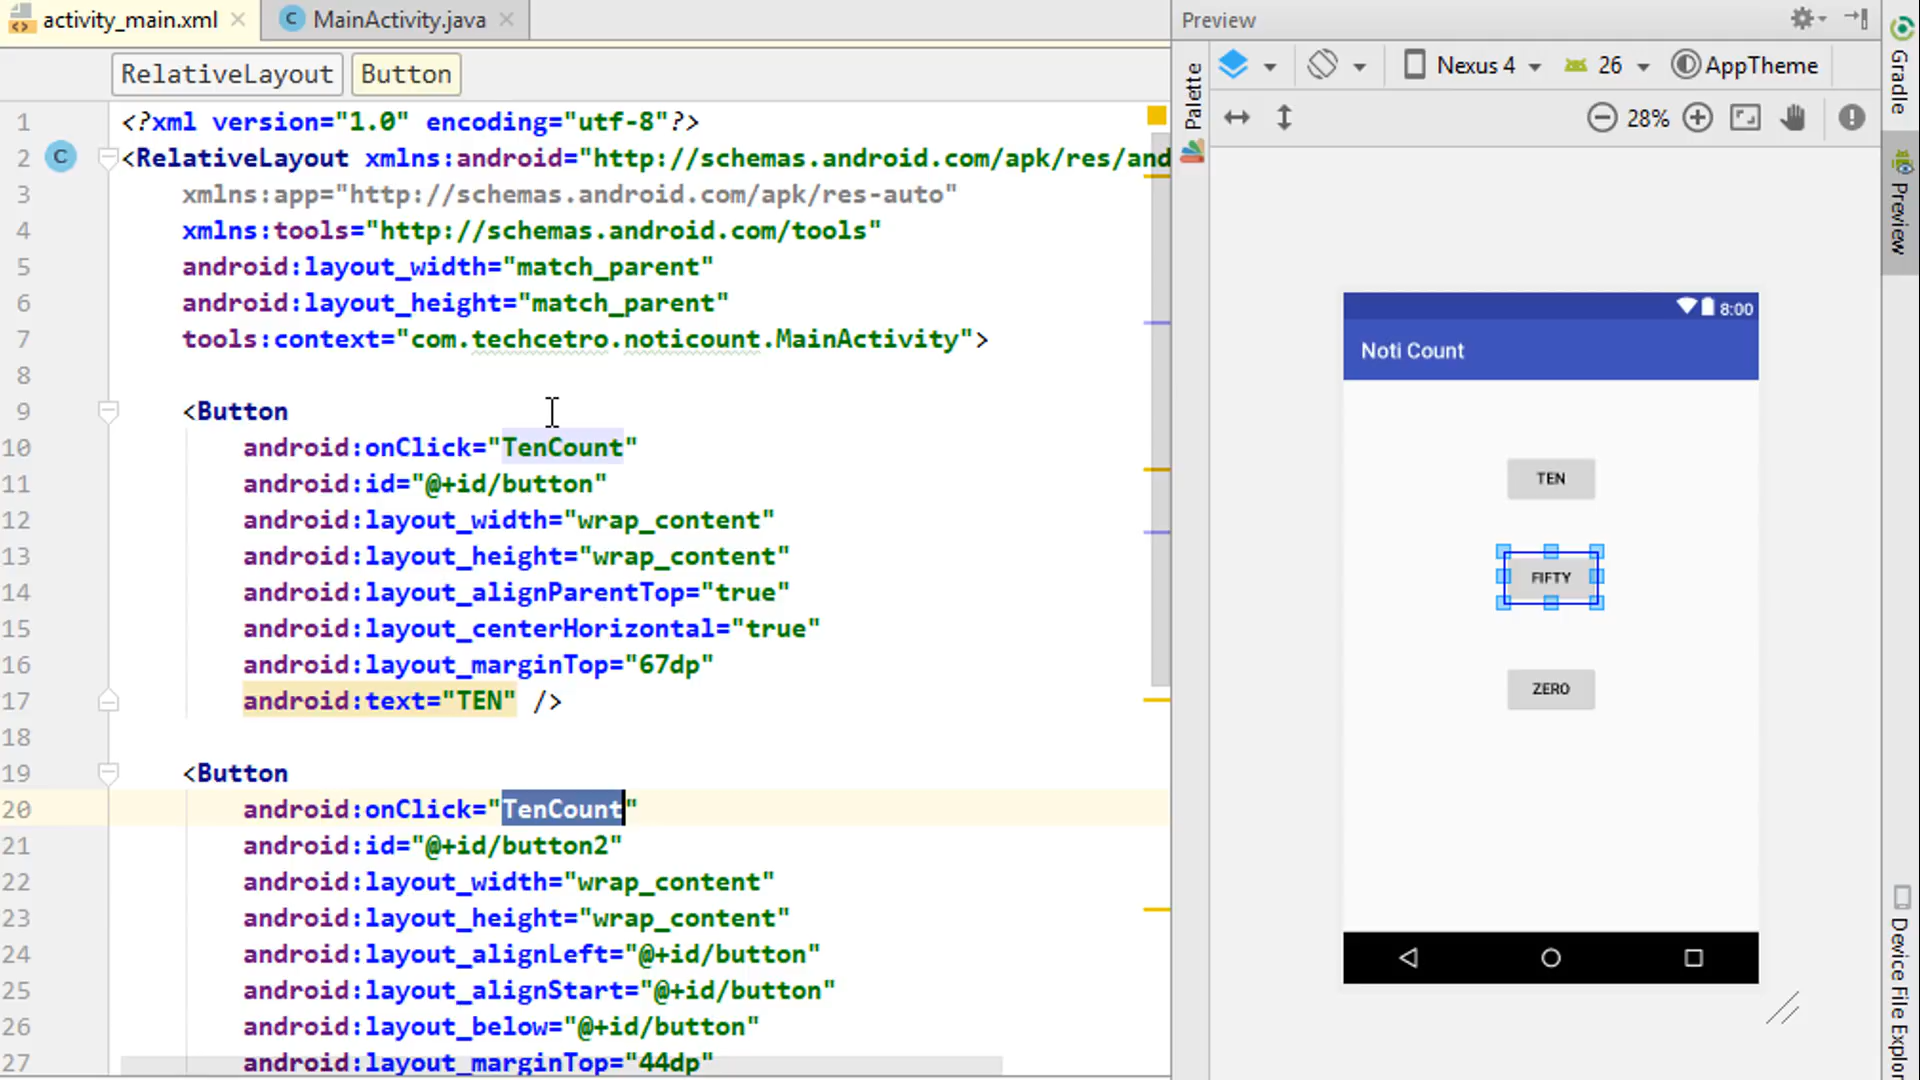 activity_main.xml
MainActivity.java
RelativeLayout
Button
1 <?xml version="1.0" encoding="utf-8"?>
2 <RelativeLayout xmlns:android="http://schemas.android.com/apk/res/and
3 xmlns:app="http://schemas.android.com/apk/res-auto"
4 xmlns:tools="http://schemas.android.com/tools"
5 android:layout_width="match_parent"
6 android:layout_height="match_parent"
7 tools:context="com.techcetro.noticount.MainActivity">
8
9 <Button
10 android:onClick="TenCount"
11 android:id="@+id/button"
12 android:layout_width="wrap_content"
13 android:layout_height="wrap_content"
14 android:layout_alignParentTop="true"
15 android:layout_centerHorizontal="true"
16 android:layout_marginTop="67dp"
17 android:text="TEN" />
18
19 <Button
20 android:onClick="TenCount"
21 android:id="@+id/button2"
22 android:layout_width="wrap_content"
23 android:layout_height="wrap_content"
24 android:layout_alignLeft="@+id/button"
25 android:layout_alignStart="@+id/button"
26 android:layout_below="@+id/button"
27 android:layout_marginTop="44dp"
Preview
Palette
Nexus 4
26
AppTheme
28%
8:00
Noti Count
TEN
FIFTY
ZERO
Gradle
Preview
Device File Explor